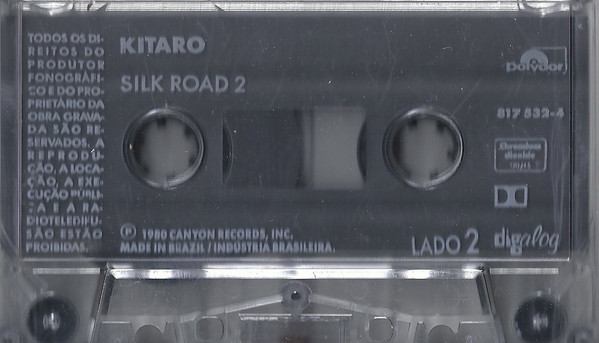 TODOS OS DI-
REITOS DO
PRODUTOR
FONOGRÁFI-
CO E DO PRO-
PRIETÁRIO DA
OBRA GRAVA-
DA SÃO RE-
SERVADOS. A
REPRODU-
ÇÃO, A LOCA-
ÇÃO, A EXE-
CUÇÃO PÚBLI-
CA E A RA-
DIOTELEDIFU-
SÃO ESTÃO
PROIBIDAS.
KITARO
SILK ROAD 2
polydor
817 532-4
Chromium
dioxide
℗ 1980 CANYON RECORDS, INC.
MADE IN BRAZIL / INDÚSTRIA BRASILEIRA.
LADO 2
digalog